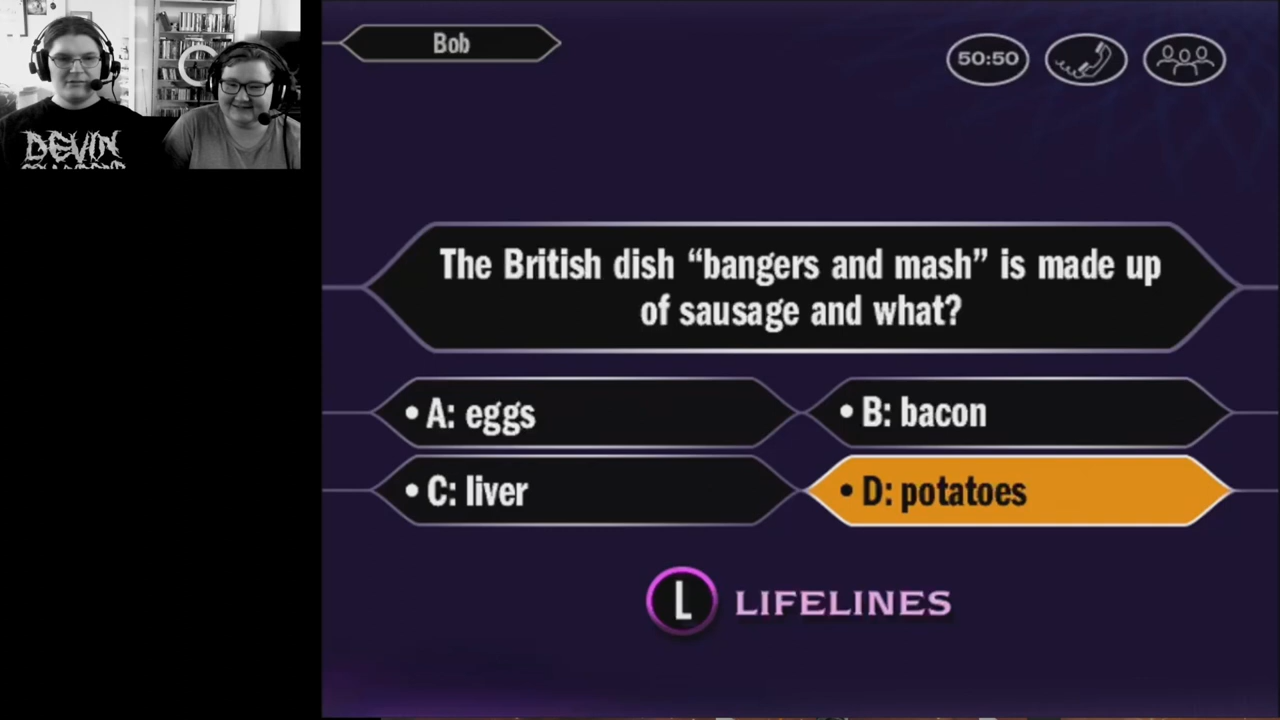 Bob
50:50
DEVIN
The British dish “bangers and mash” is made up
of sausage and what?
• A: eggs
• B: bacon
• C: liver
• D: potatoes
L LIFELINES